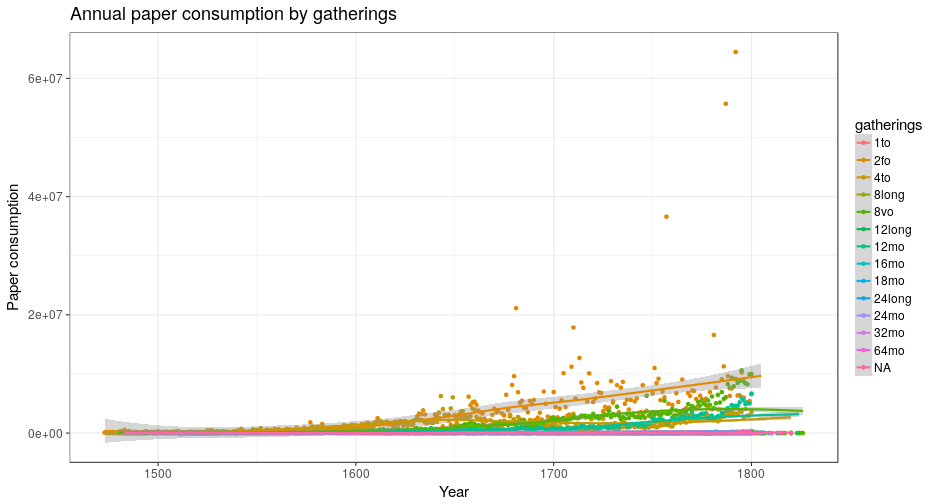 Annual paper consumption by gatherings
6e+07
4e+07
2e+07
0e+00
Paper consumption
1500 1600 1700 1800
Year
gatherings
1to
2fo
4to
8long
8vo
12long
12mo
16mo
18mo
24long
24mo
32mo
64mo
NA